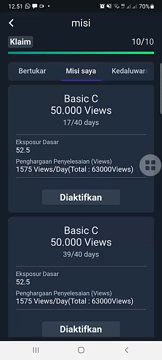 12.51
70%
misi
Klaim 10/10
Bertukar Misi saya Kedaluwars
Basic C
50.000 Views
17/40 days
Eksposur Dasar
52.5
Penghargaan Penyelesaian (Views)
1575 Views/Day(Total : 63000Views)
Diaktifkan
Basic C
50.000 Views
39/40 days
Eksposur Dasar
52.5
Penghargaan Penyelesaian (Views)
1575 Views/Day(Total : 63000Views)
Diaktifkan